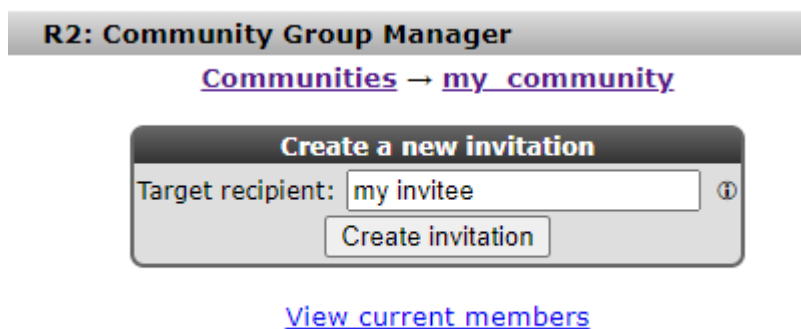 R2: Community Group Manager
Communities → my_community
Create a new invitation
Target recipient: my invitee ⓘ
Create invitation
View current members